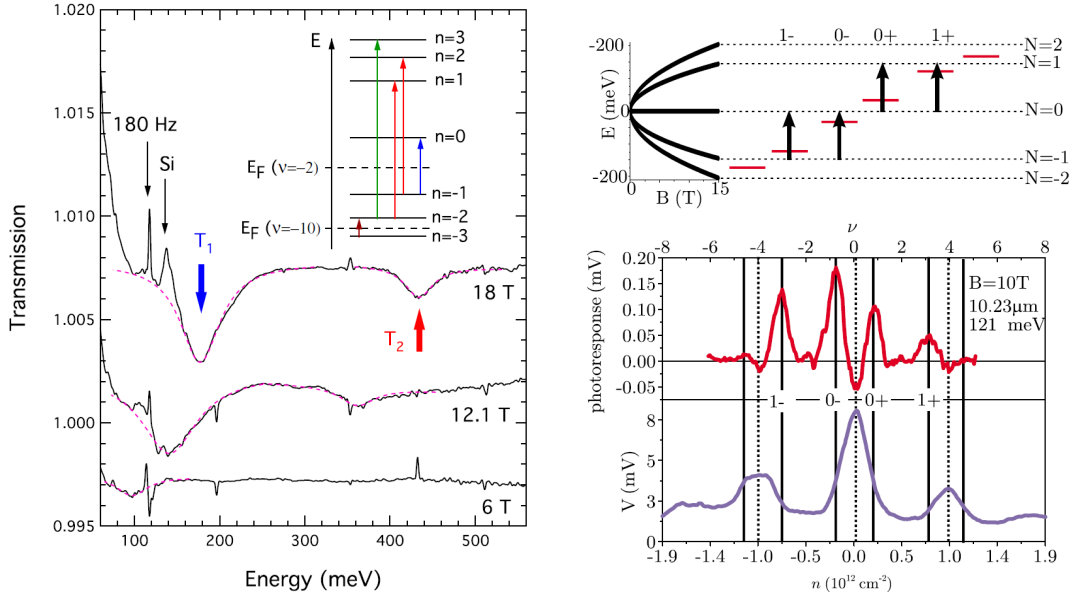 1.020
1.015
1.010
1.005
1.000
0.995
Transmission
100
200
300
400
500
Energy (meV)
180 Hz
Si
T1
T2
18 T
12.1 T
6 T
E
n=3
n=2
n=1
n=0
EF (ν=−2)
n=-1
n=-2
EF (ν=−10)
n=-3
1- 0- 0+ 1+
-200
0
-200
E (meV)
0
15
B (T)
N=2
N=1
N=0
N=-1
N=-2
ν
-8 -6 -4 -2 0 2 4 6 8
0.20
0.15
0.10
0.05
0.00
-0.05
photoresponse (mV)
B=10T
10.23μm
121 meV
1- 0- 0+ 1+
8
5
3
0
V (mV)
-1.9 -1.4 -1.0 -0.5 0.0 0.5 1.0 1.4 1.9
n (10¹² cm⁻²)